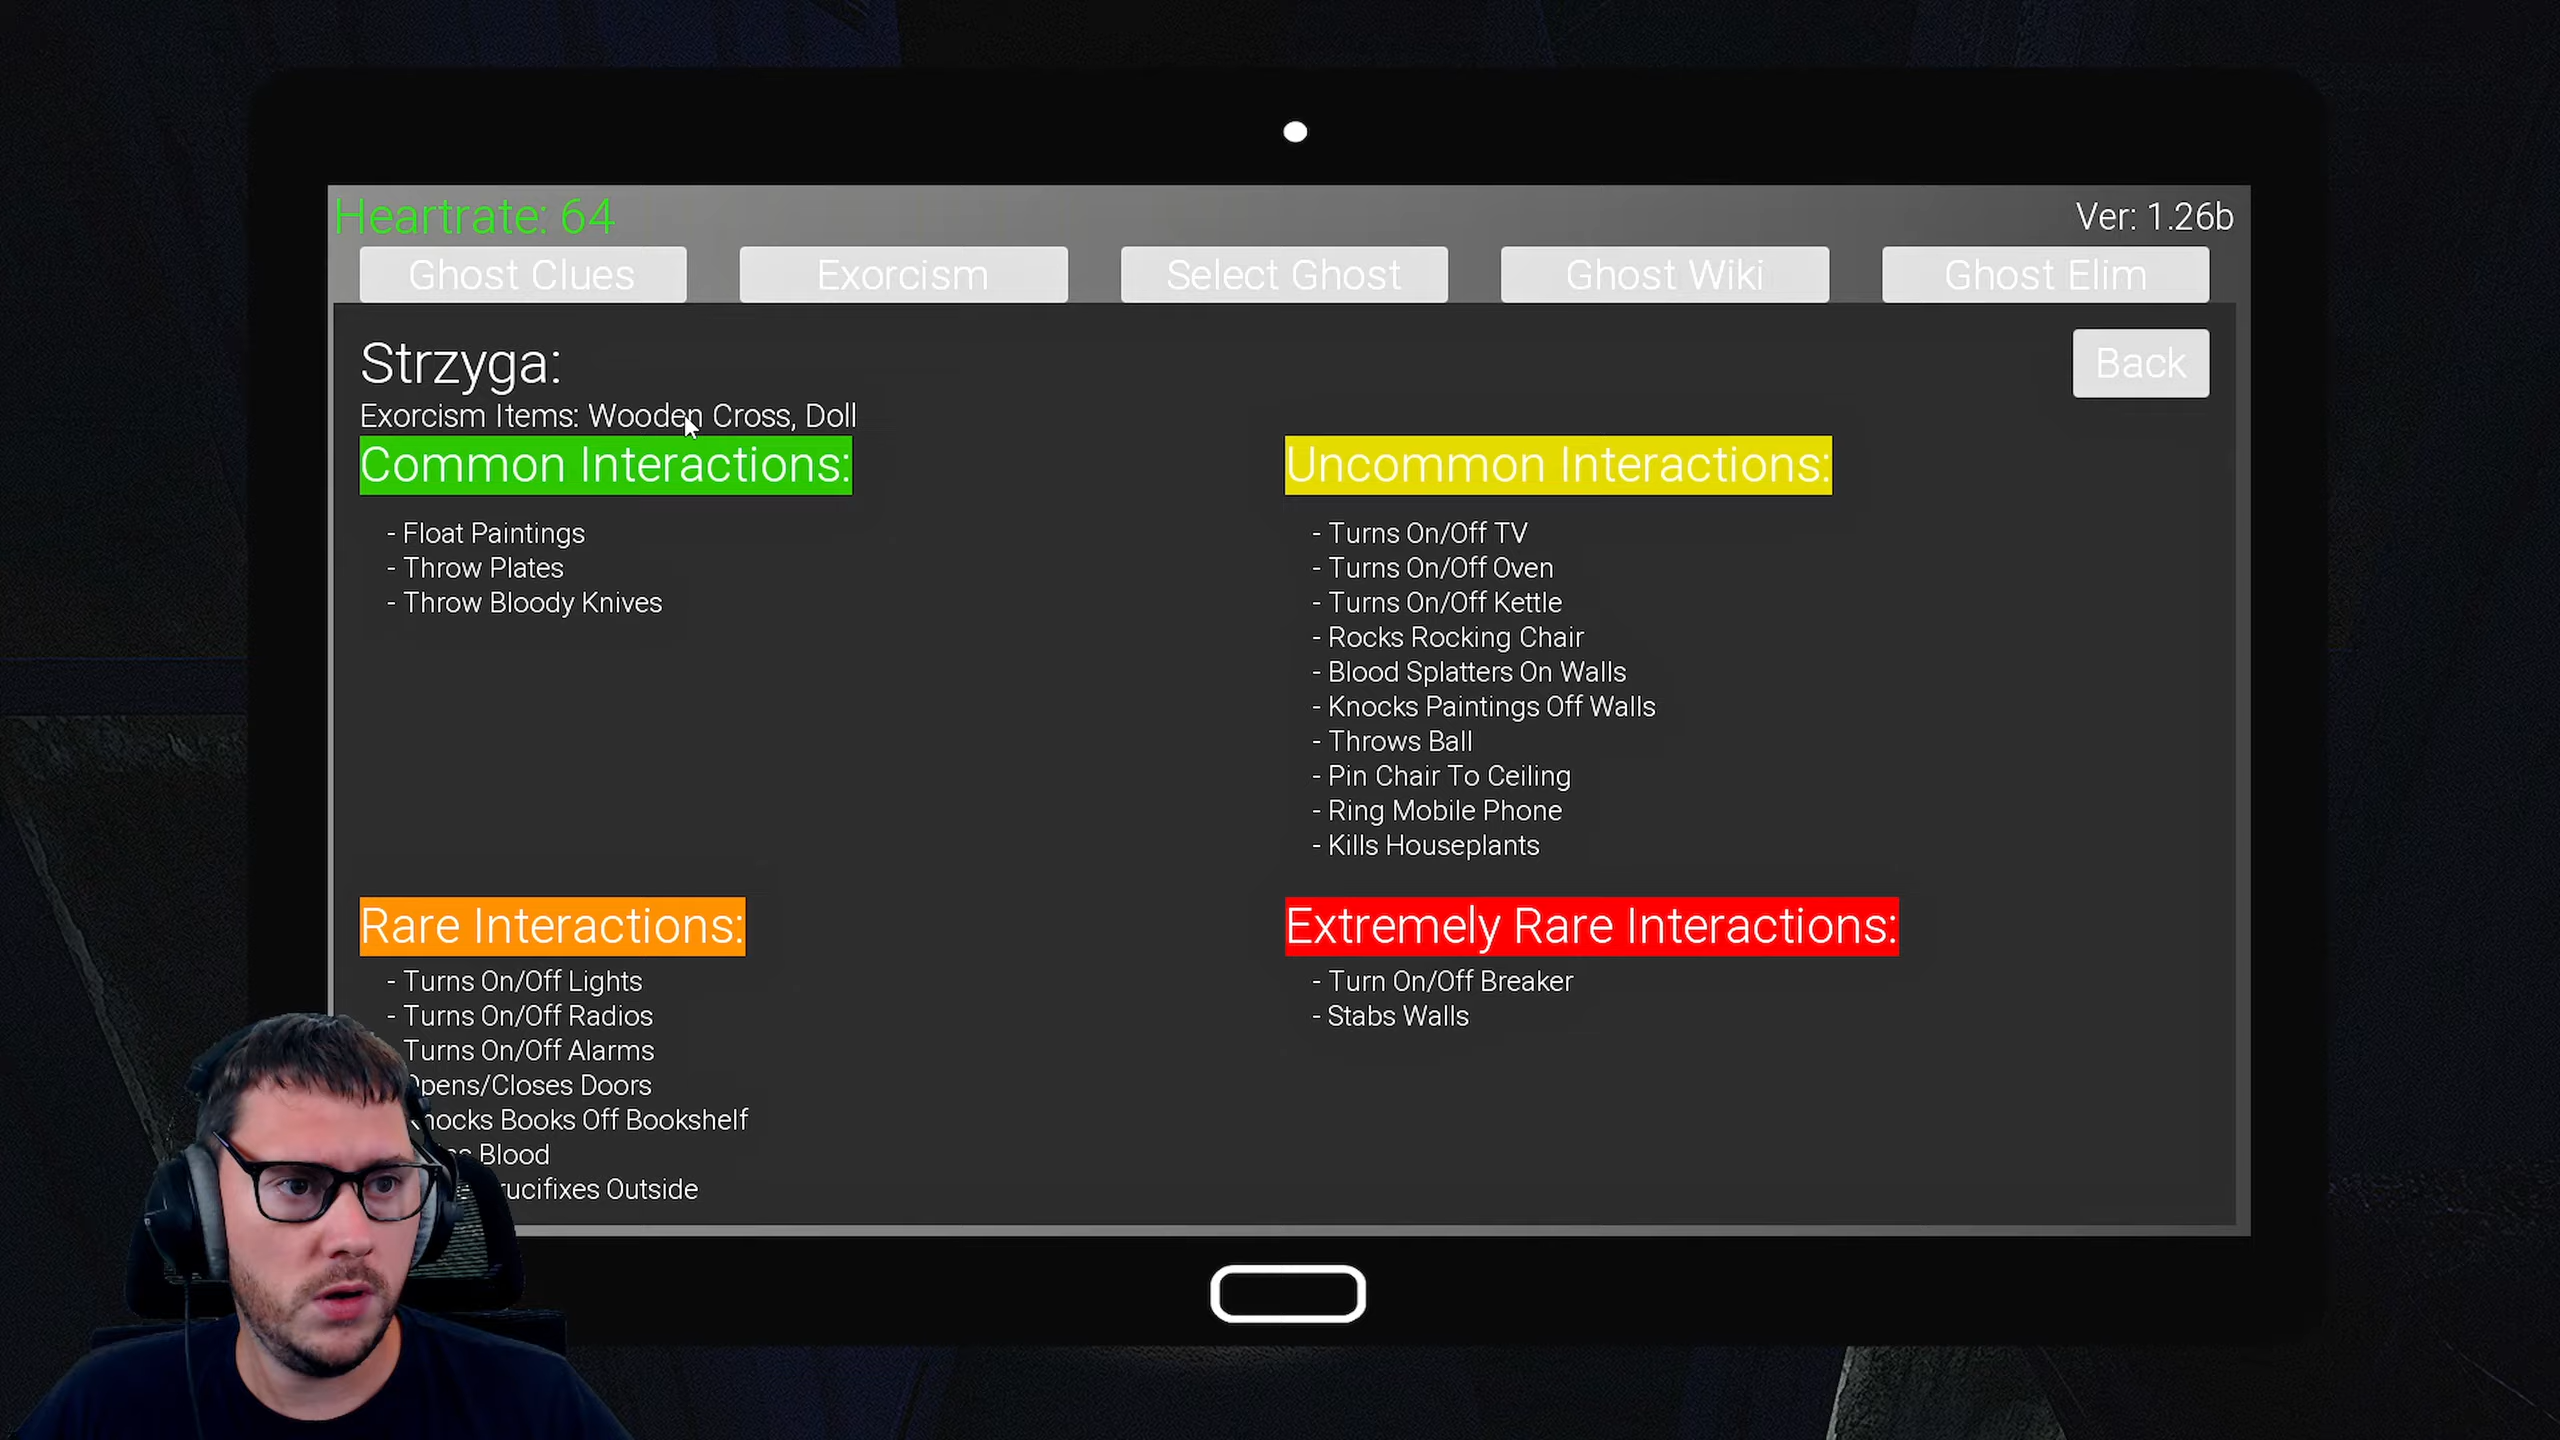 Heartrate: 64
Ver: 1.26b
Ghost Clues
Exorcism
Select Ghost
Ghost Wiki
Ghost Elim
Strzyga:
Back
Exorcism Items: Wooden Cross, Doll
Common Interactions:
- Float Paintings
- Throw Plates
- Throw Bloody Knives
Uncommon Interactions:
- Turns On/Off TV
- Turns On/Off Oven
- Turns On/Off Kettle
- Rocks Rocking Chair
- Blood Splatters On Walls
- Knocks Paintings Off Walls
- Throws Ball
- Pin Chair To Ceiling
- Ring Mobile Phone
- Kills Houseplants
Rare Interactions:
- Turns On/Off Lights
- Turns On/Off Radios
Turns On/Off Alarms
Opens/Closes Doors
Knocks Books Off Bookshelf
Blood
Outside
Extremely Rare Interactions:
- Turn On/Off Breaker
- Stabs Walls